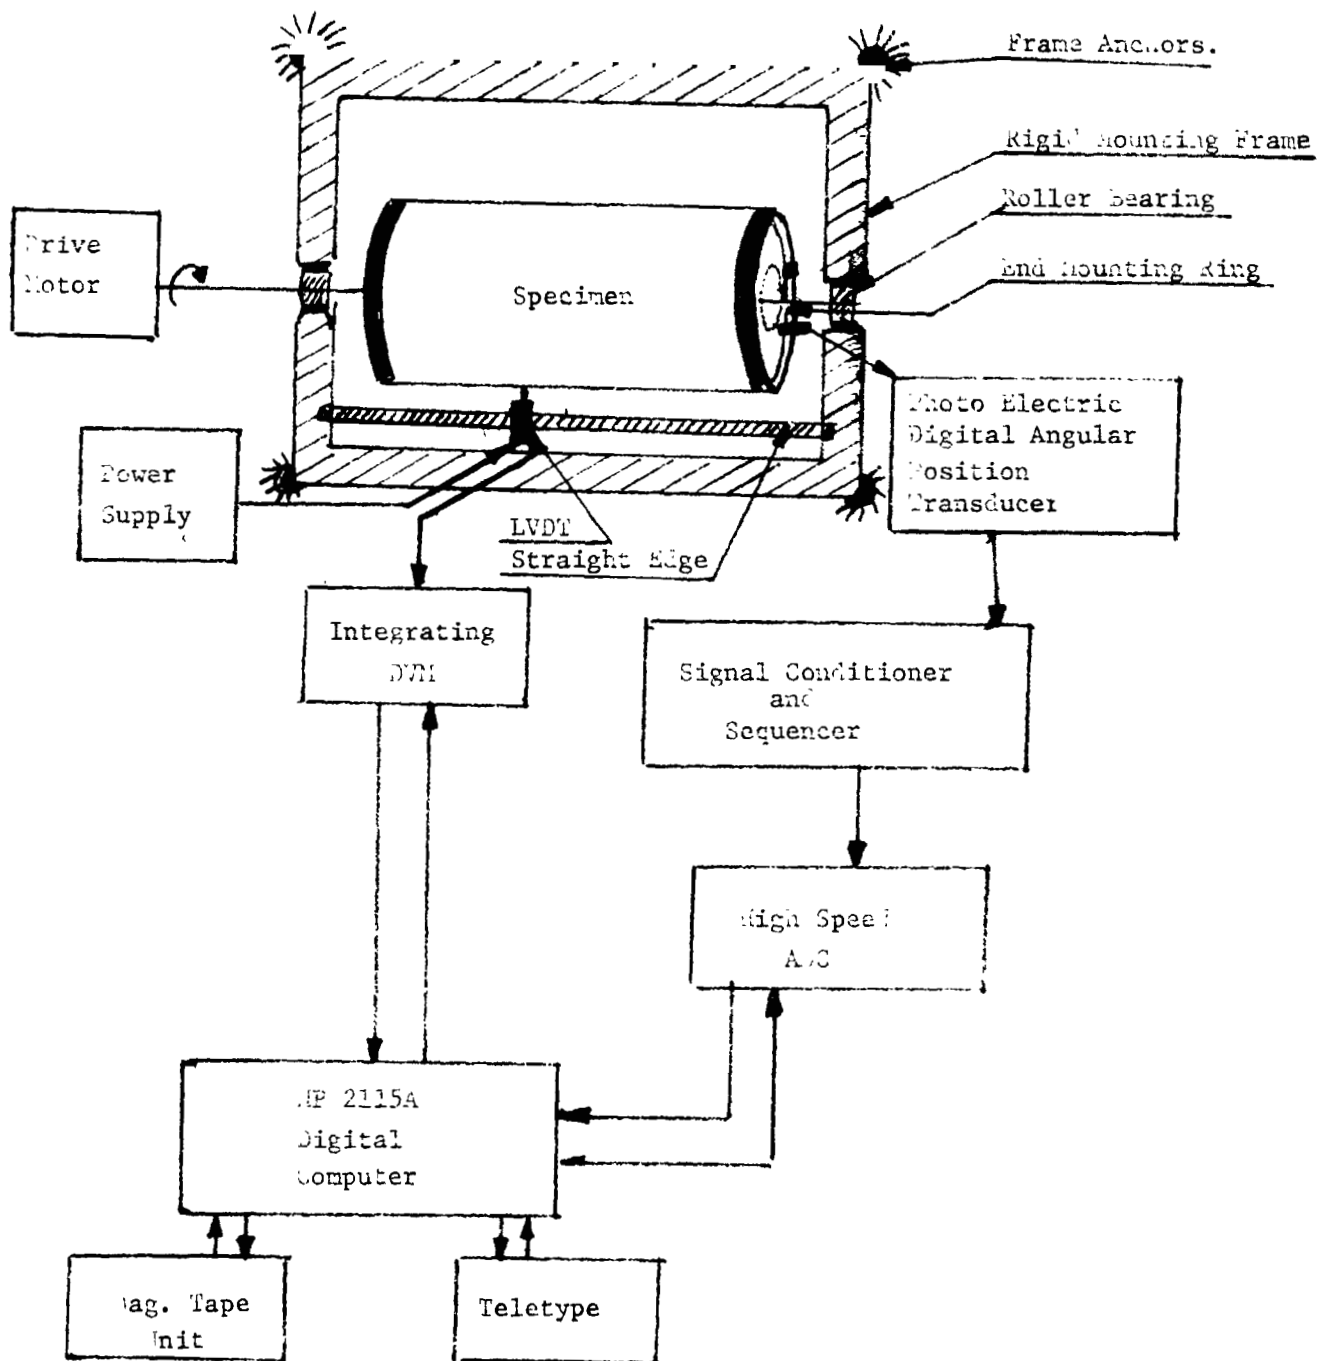 Frame Anchors.
Rigid Mounting Frame
Roller Bearing
End Mounting Ring
Drive
Motor
Specimen
Photo Electric
Digital Angular
Position
Transducer
Power
Supply
LVDT
Straight Edge
Integrating
DVM
Signal Conditioner
and
Sequencer
High Speed
ADC
HP 2115A
Digital
Computer
Mag. Tape
Unit
Teletype